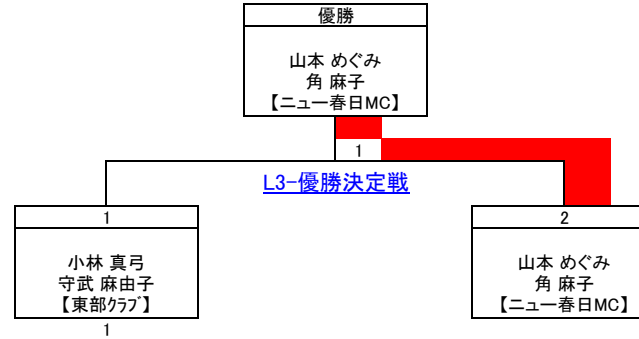 優勝
山本 めぐみ
角 麻子
【ニュー春日MC】
1
L3-優勝決定戦
1
小林 真弓
守武 麻由子
【東部ｸﾗﾌﾞ】
1
2
山本 めぐみ
角 麻子
【ニュー春日MC】